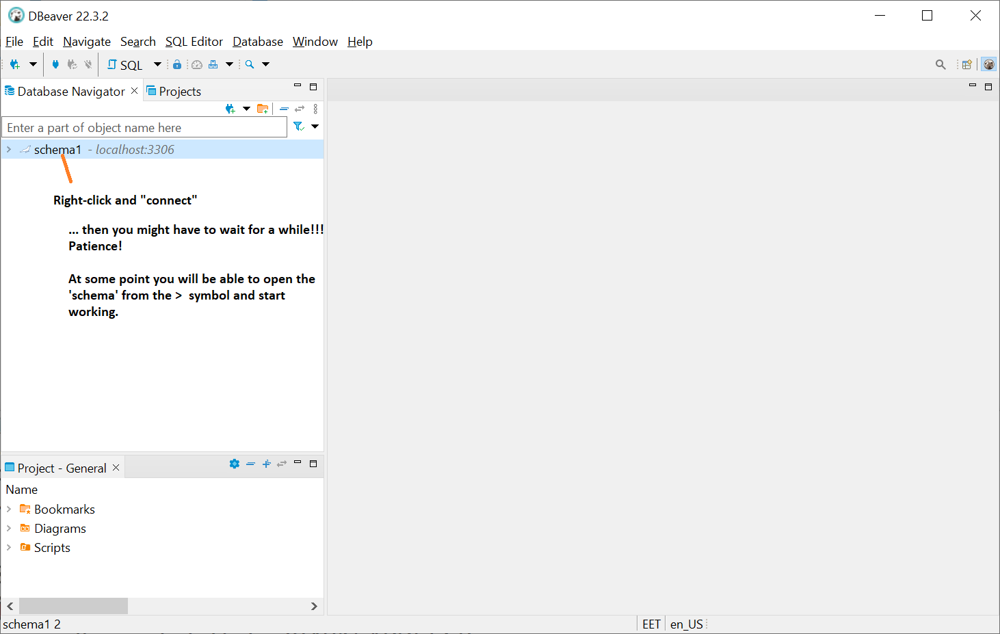 DBeaver 22.3.2
File Edit Navigate Search SQL Editor Database Window Help
SQL
Database Navigator Projects
Enter a part of object name here
schema1 - localhost:3306
Right-click and "connect"
... then you might have to wait for a while!!!
Patience!
At some point you will be able to open the
'schema' from the > symbol and start
working.
Project - General
Name
Bookmarks
Diagrams
Scripts
schema1 2
EET en_US